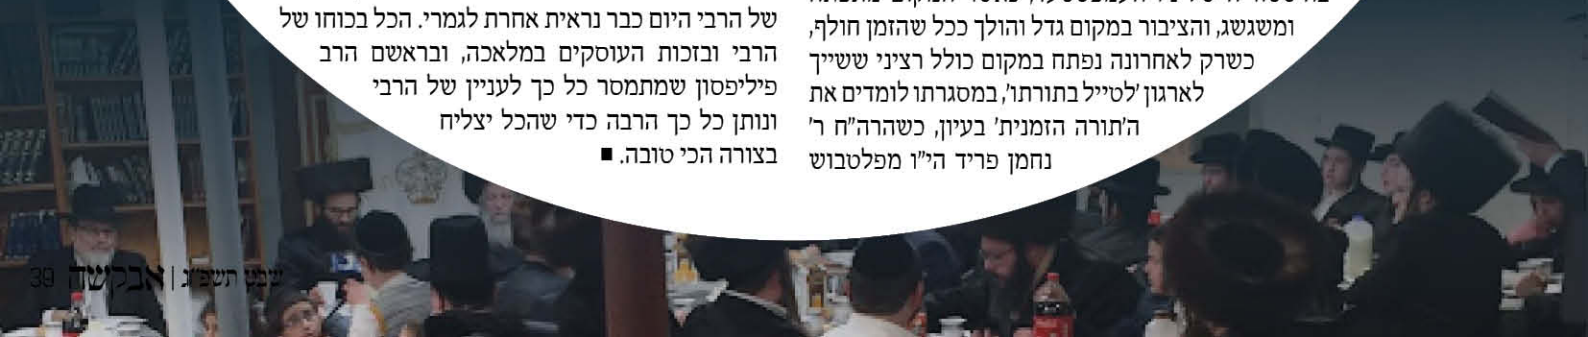 ומשגשג, והציבור במקום גדל והולך ככל שהזמן חולף,
כשרק לאחרונה נפתח במקום כולל רציני ששייך
לארגון 'לטייל בתורתו', במסגרתו לומדים את
ה'תורה הזמנית' בעיון, כשהרה"ח ר'
נחמן פריד הי"ו מפלטבוש
של הרבי היום כבר נראית אחרת לגמרי. הכל בכוחו של
הרבי ובזכות העוסקים במלאכה, ובראשם הרב
פיליפסון שמתמסר כל כך לעניין של הרבי
ונותן כל כך הרבה כדי שהכל יצליח
בצורה הכי טובה. ■
שבט תשפ"ג | אבקשה 39